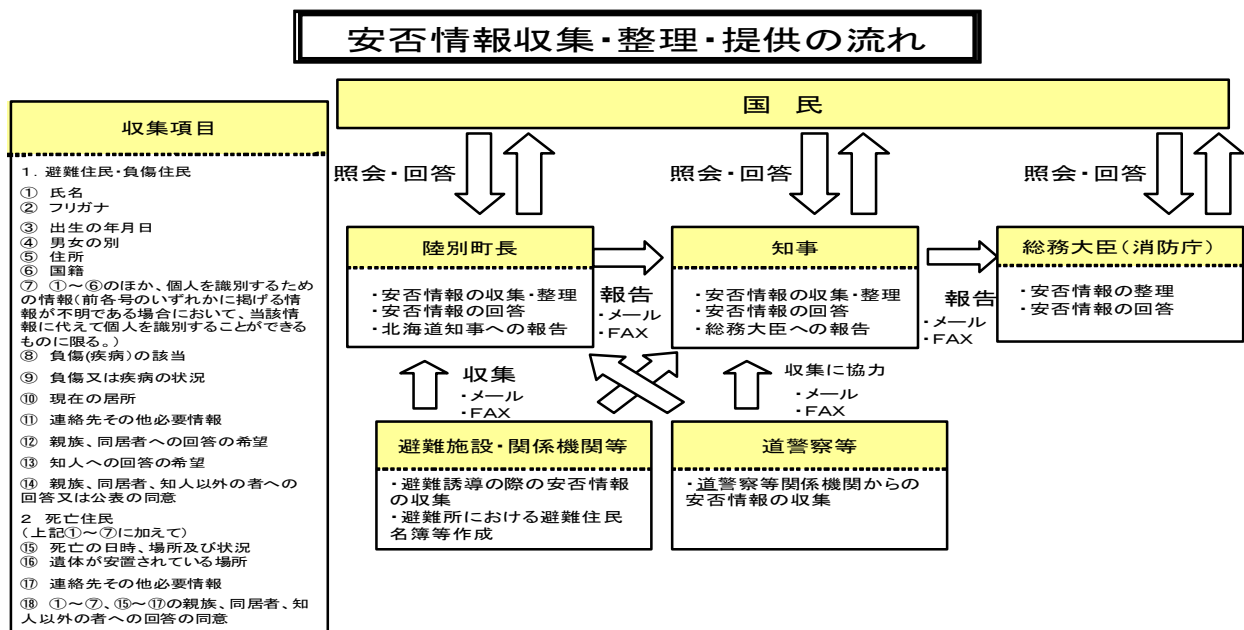 安否情報収集・整理・提供の流れ
国 民
収集項目
1．避難住民・負傷住民
① 氏名
② フリガナ
③ 出生の年月日
④ 男女の別
⑤ 住所
⑥ 国籍
⑦ ①～⑥のほか、個人を識別するため
の情報（前各号のいずれかに掲げる情
報が不明である場合において、当該情
報に代えて個人を識別することができる
ものに限る。）
⑧ 負傷(疾病)の該当
⑨ 負傷又は疾病の状況
⑩ 現在の居所
⑪ 連絡先その他必要情報
⑫ 親族、同居者への回答の希望
⑬ 知人への回答の希望
⑭ 親族、同居者、知人以外の者への
回答又は公表の同意
2 死亡住民
(上記①～⑦に加えて)
⑮ 死亡の日時、場所及び状況
⑯ 遺体が安置されている場所
⑰ 連絡先その他必要情報
⑱ ①～⑦、⑮～⑰の親族、同居者、知
人以外の者への回答の同意
照会・回答
照会・回答
照会・回答
陸別町長
・安否情報の収集・整理
・安否情報の回答
・北海道知事への報告
報告
・メール
・FAX
知事
・安否情報の収集・整理
・安否情報の回答
・総務大臣への報告
報告
・メール
・FAX
総務大臣（消防庁）
・安否情報の整理
・安否情報の回答
収集
・メール
・FAX
収集に協力
・メール
・FAX
避難施設・関係機関等
・避難誘導の際の安否情報
の収集
・避難所における避難住民
名簿等作成
道警察等
・道警察等関係機関からの
安否情報の収集